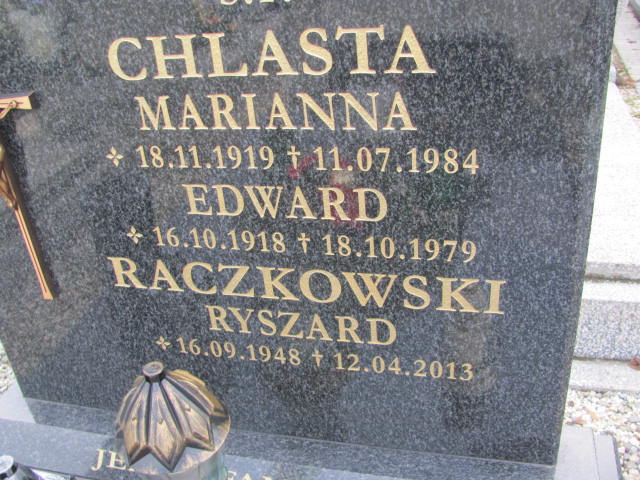 CHLASTA
MARIANNA
18.11.1919 † 11.07.1984
EDWARD
16.10.1918 † 18.10.1979
RACZKOWSKI
RYSZARD
16.09.1948 † 12.04.2013